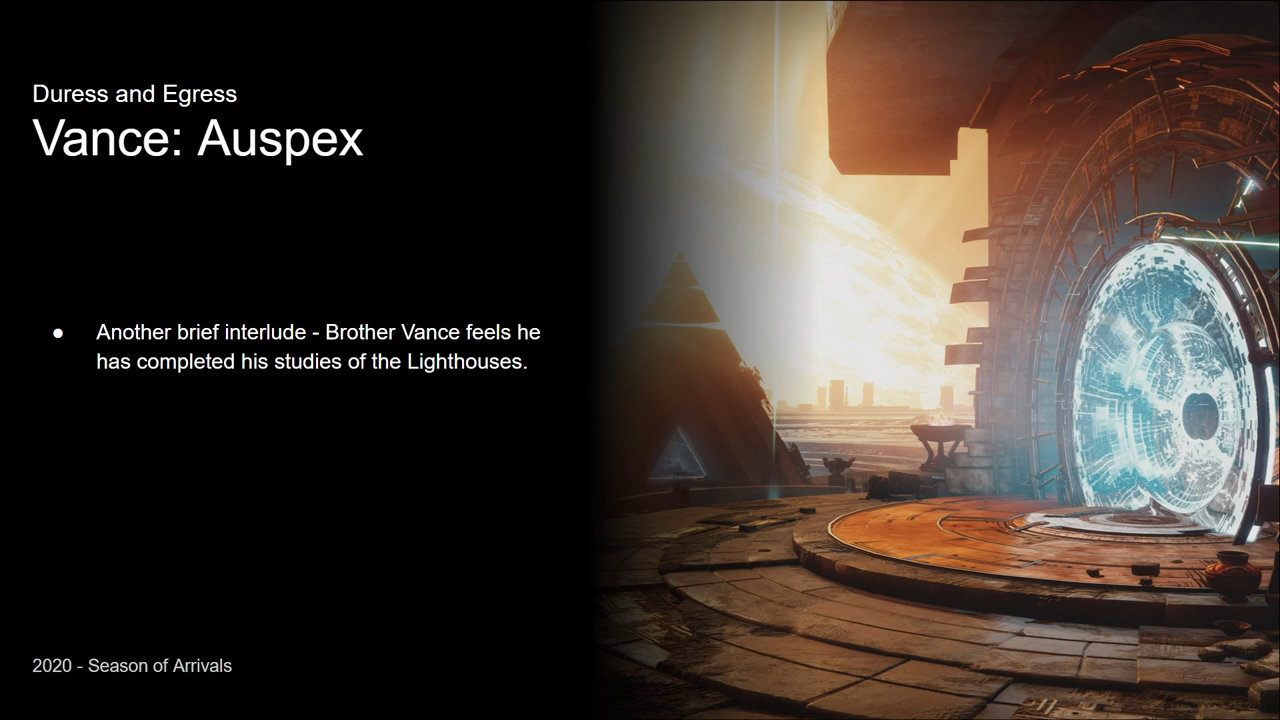 Duress and Egress
Vance: Auspex
● Another brief interlude - Brother Vance feels he
has completed his studies of the Lighthouses.
2020 - Season of Arrivals